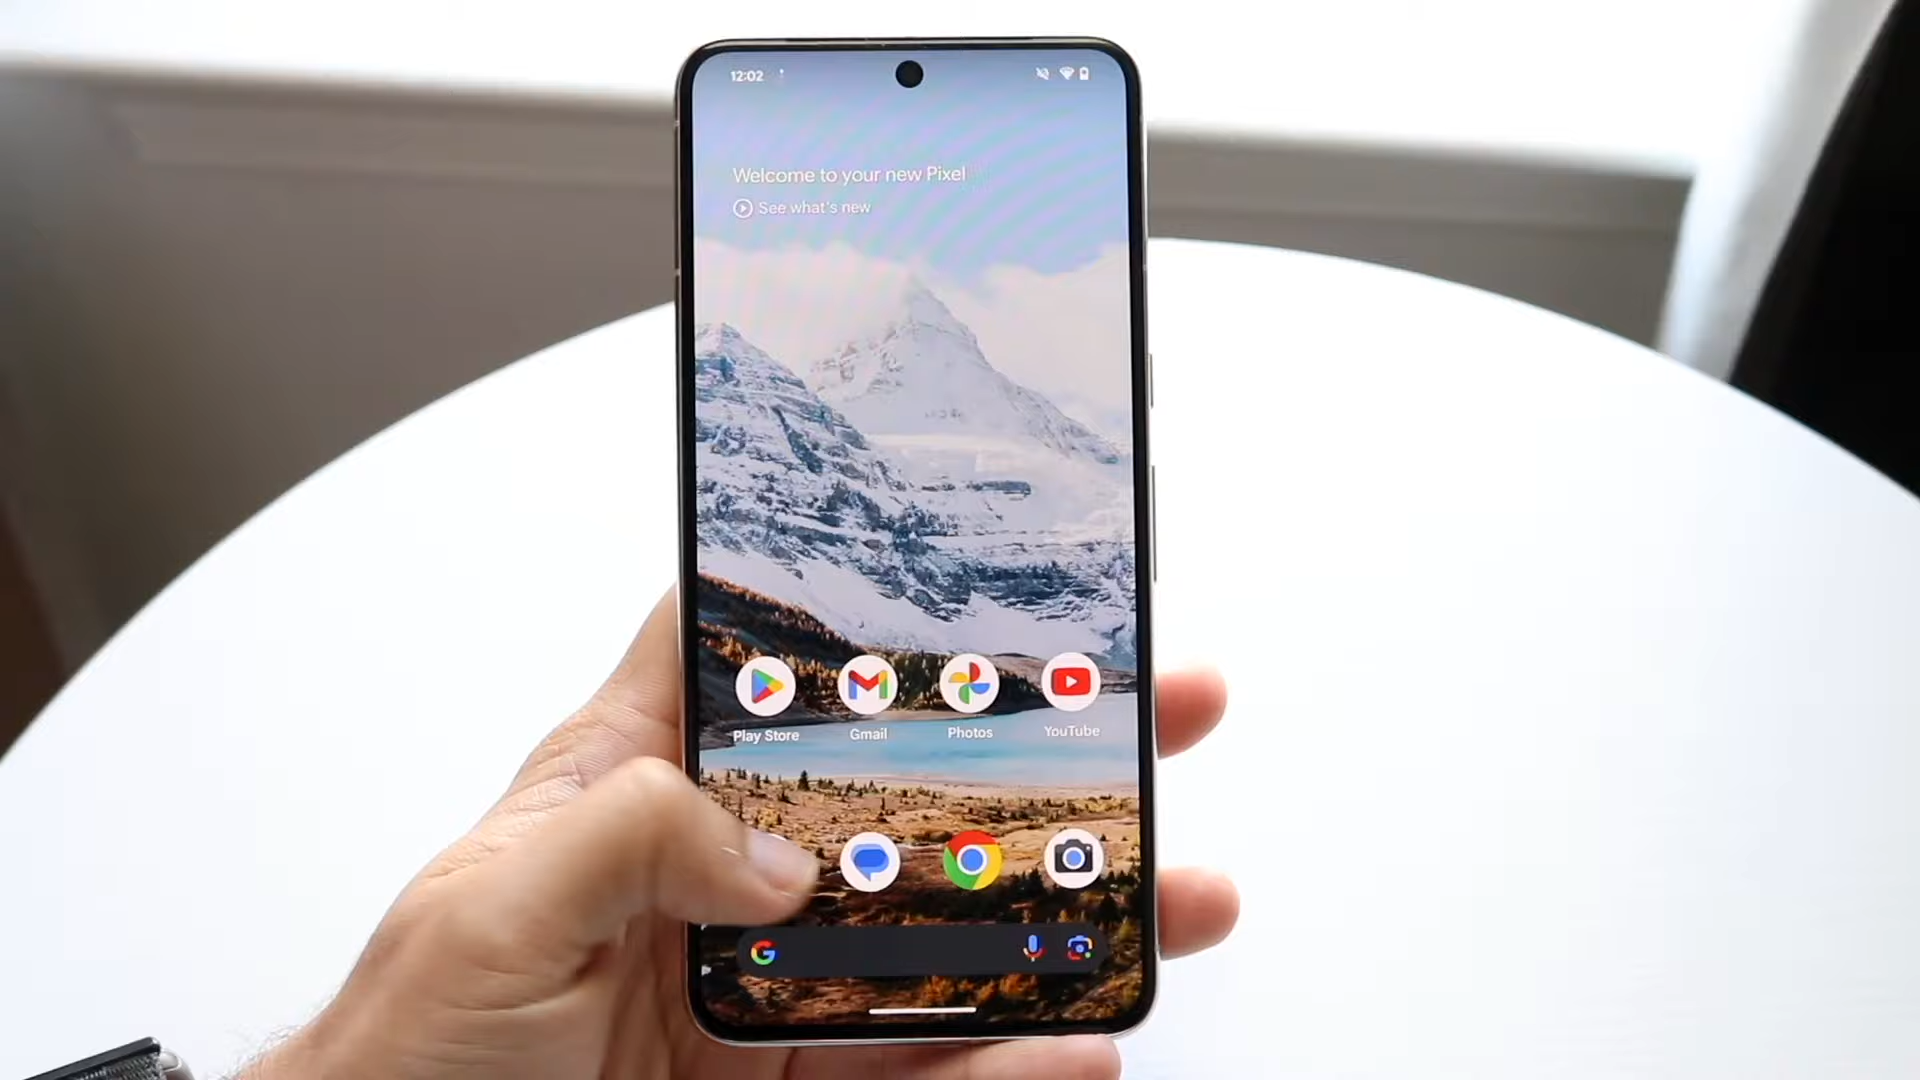 12:02
Welcome to your new Pixel
See what's new
Play Store
Gmail
Photos
YouTube